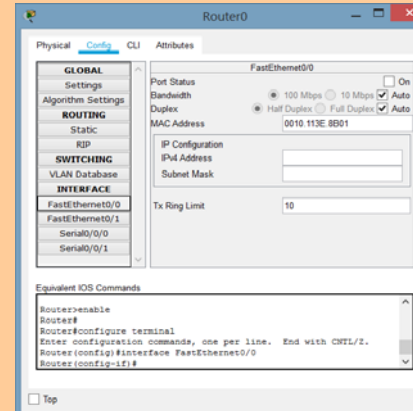 Router0
Physical Config CLI Attributes
GLOBAL
Settings
Algorithm Settings
ROUTING
Static
RIP
SWITCHING
VLAN Database
INTERFACE
FastEthernet0/0
FastEthernet0/1
Serial0/0/0
Serial0/0/1
FastEthernet0/0
Port Status On
Bandwidth 100 Mbps 10 Mbps Auto
Duplex Half Duplex Full Duplex Auto
MAC Address 0010.113E.8B01
IP Configuration
IPv4 Address
Subnet Mask
Tx Ring Limit 10
Equivalent IOS Commands
Router>enable
Router#
Router#configure terminal
Enter configuration commands, one per line. End with CNTL/Z.
Router(config)#interface FastEthernet0/0
Router(config-if)#
Top